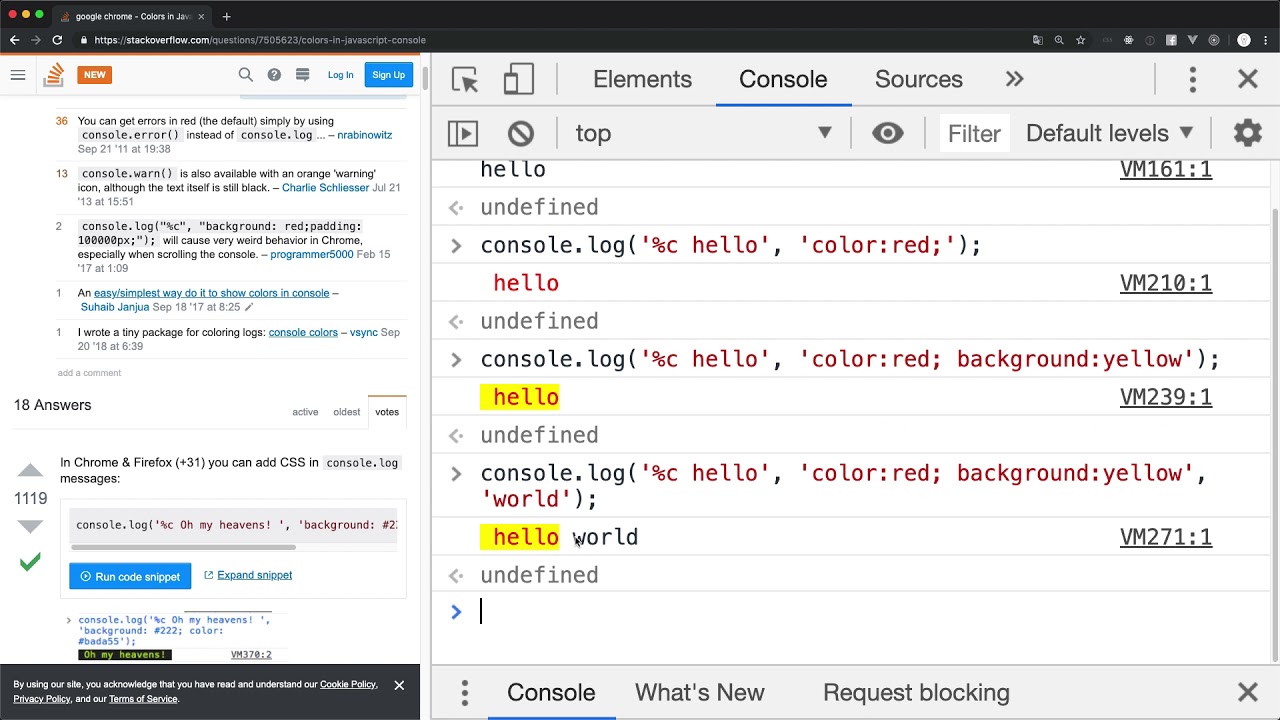 google chrome - Colors in Java
https://stackoverflow.com/questions/7505623/colors-in-javascript-console
NEW
Log In
Sign Up
36
You can get errors in red (the default) simply by using
console.error() instead of console.log ... – nrabinowitz
Sep 21 '11 at 19:38
13
console.warn() is also available with an orange 'warning'
icon, although the text itself is still black. – Charlie Schliesser Jul 21
'13 at 15:51
2
console.log("%c", "background: red;padding:
100000px;"); will cause very weird behavior in Chrome,
especially when scrolling the console. – programmer5000 Feb 15
'17 at 1:09
1
An easy/simplest way do it to show colors in console –
Suhaib Janjua Sep 18 '17 at 8:25
1
I wrote a tiny package for coloring logs: console colors – vsync Sep
20 '18 at 6:39
add a comment
18 Answers
active oldest votes
In Chrome & Firefox (+31) you can add CSS in console.log
messages:
1119
console.log('%c Oh my heavens! ', 'background: #22
Run code snippet
Expand snippet
console.log('%c Oh my heavens! ',
'background: #222; color:
#bada55');
Oh my heavens! VM370:2
By using our site, you acknowledge that you have read and understand our Cookie Policy,
Privacy Policy, and our Terms of Service.
Elements Console Sources
top Filter Default levels
hello VM161:1
undefined
console.log('%c hello', 'color:red;');
hello VM210:1
undefined
console.log('%c hello', 'color:red; background:yellow');
hello VM239:1
undefined
console.log('%c hello', 'color:red; background:yellow',
'world');
hello world VM271:1
undefined
Console What's New Request blocking